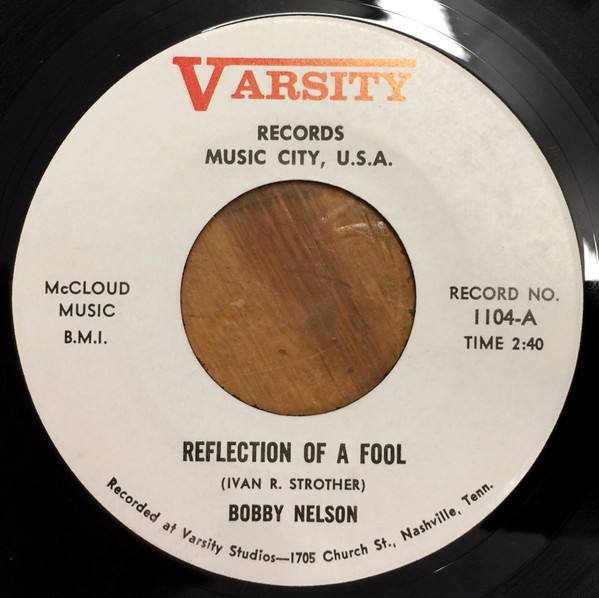 VARSITY
RECORDS
MUSIC CITY, U.S.A.
McCLOUD
MUSIC
B.M.I.
RECORD NO.
1104-A
TIME 2:40
REFLECTION OF A FOOL
(IVAN R. STROTHER)
BOBBY NELSON
Recorded at Varsity Studios—1705 Church St., Nashville, Tenn.